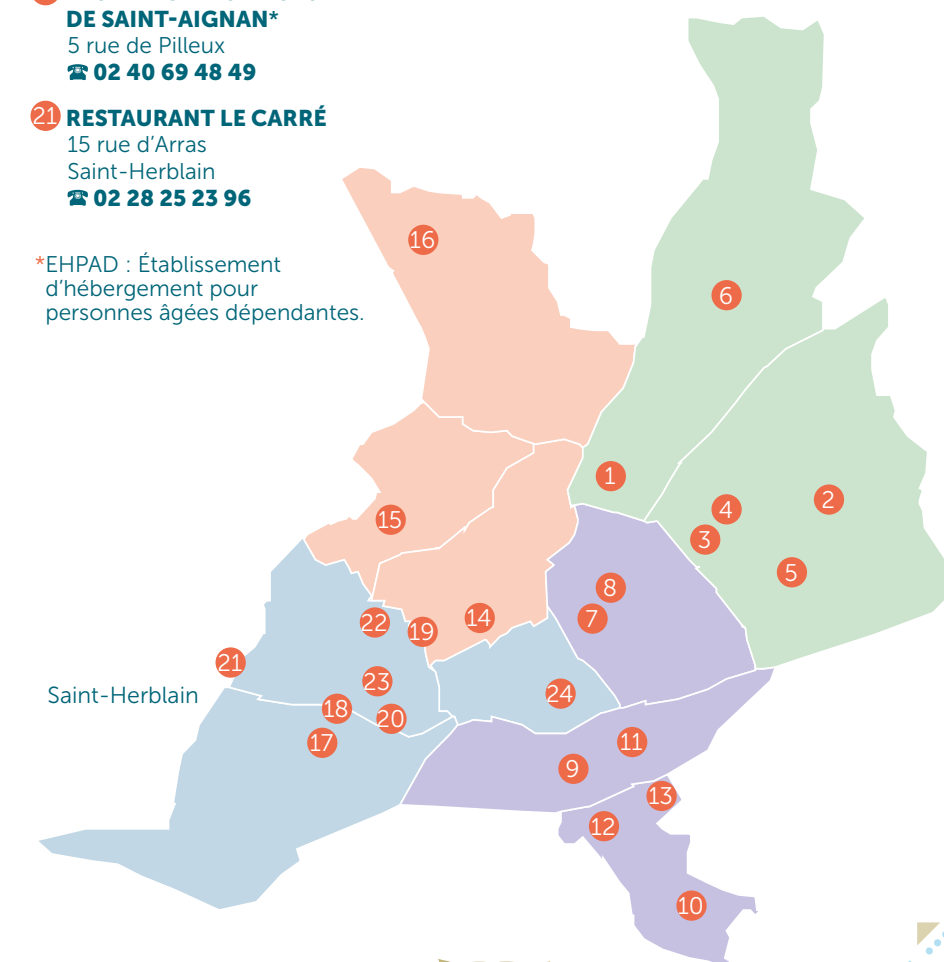 DE SAINT-AIGNAN*
5 rue de Pilleux
☎ 02 40 69 48 49
21 RESTAURANT LE CARRÉ
15 rue d’Arras
Saint-Herblain
☎ 02 28 25 23 96
*EHPAD : Établissement
d’hébergement pour
personnes âgées dépendantes.
16
6
1
2
4
15
3
5
8
7
14
22
19
21
23
Saint-Herblain
24
18
20
17
11
9
13
12
10